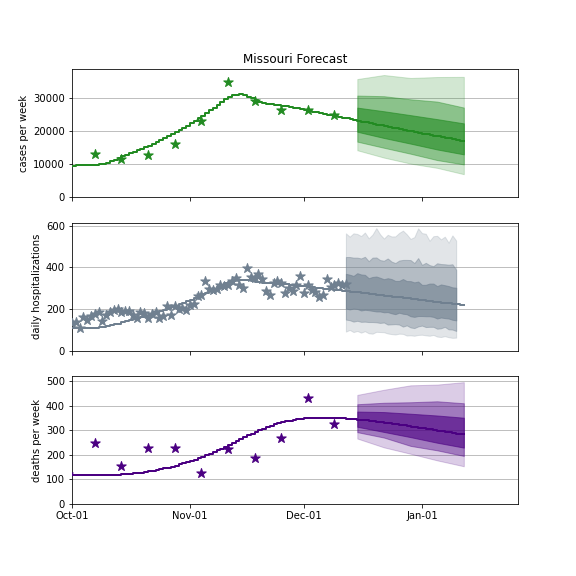 Missouri Forecast
cases per week
30000
20000
10000
0
daily hospitalizations
600
400
200
0
deaths per week
500
400
300
200
100
0
Oct-01 Nov-01 Dec-01 Jan-01